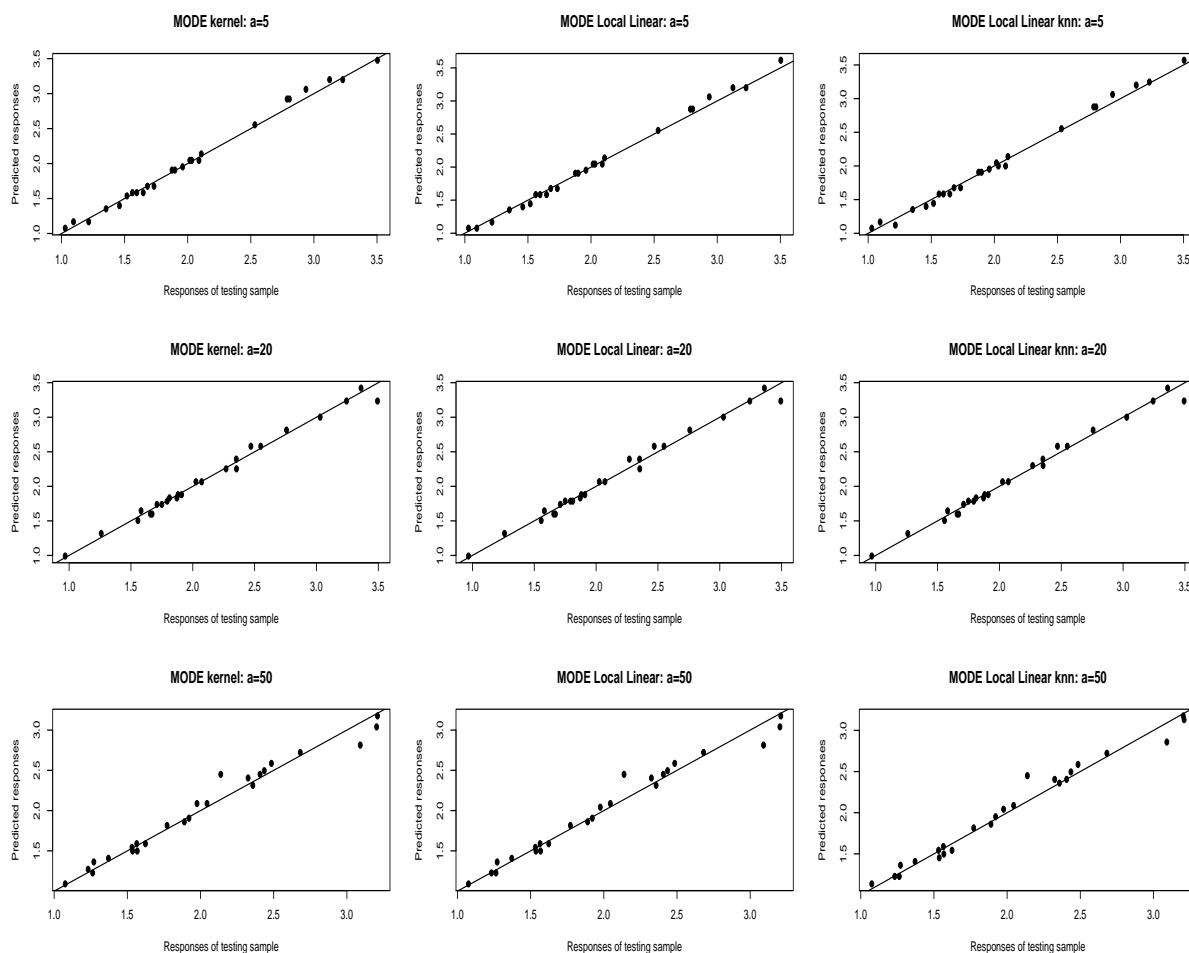 MODE kernel: a=5
Predicted responses
1.0 1.5 2.0 2.5 3.0 3.5
1.0 1.5 2.0 2.5 3.0 3.5
Responses of testing sample
MODE Local Linear: a=5
Predicted responses
1.0 1.5 2.0 2.5 3.0 3.5
1.0 1.5 2.0 2.5 3.0 3.5
Responses of testing sample
MODE Local Linear knn: a=5
Predicted responses
1.0 1.5 2.0 2.5 3.0 3.5
1.0 1.5 2.0 2.5 3.0 3.5
Responses of testing sample
MODE kernel: a=20
Predicted responses
1.0 1.5 2.0 2.5 3.0 3.5
1.0 1.5 2.0 2.5 3.0 3.5
Responses of testing sample
MODE Local Linear: a=20
Predicted responses
1.0 1.5 2.0 2.5 3.0 3.5
1.0 1.5 2.0 2.5 3.0 3.5
Responses of testing sample
MODE Local Linear knn: a=20
Predicted responses
1.0 1.5 2.0 2.5 3.0 3.5
1.0 1.5 2.0 2.5 3.0 3.5
Responses of testing sample
MODE kernel: a=50
Predicted responses
1.5 2.0 2.5 3.0
1.0 1.5 2.0 2.5 3.0
Responses of testing sample
MODE Local Linear: a=50
Predicted responses
1.5 2.0 2.5 3.0
1.0 1.5 2.0 2.5 3.0
Responses of testing sample
MODE Local Linear knn: a=50
Predicted responses
1.5 2.0 2.5 3.0
1.0 1.5 2.0 2.5 3.0
Responses of testing sample